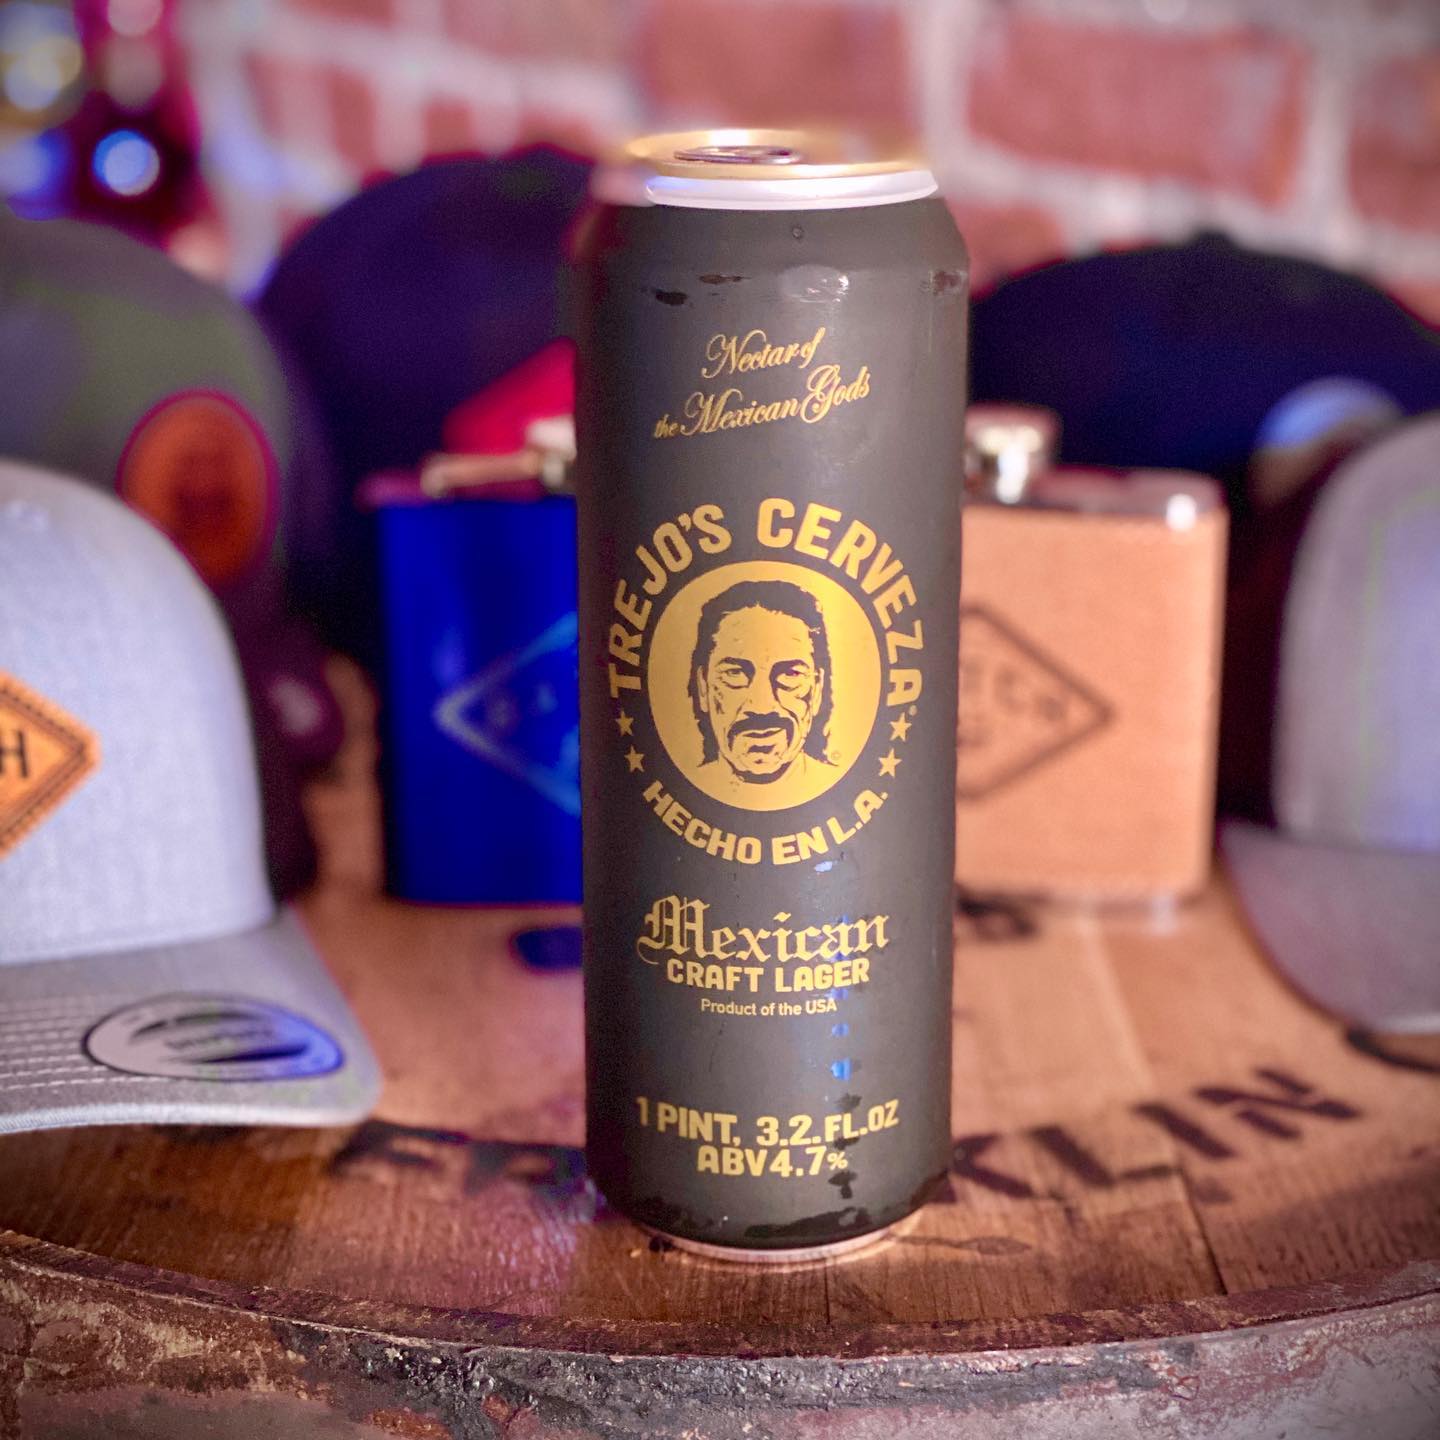 Nectar of
the Mexican Gods
TREJO'S CERVEZA®
HECHO EN L.A.
Mexican
CRAFT LAGER
Product of the USA
1 PINT, 3.2.FL.OZ
ABV4.7%